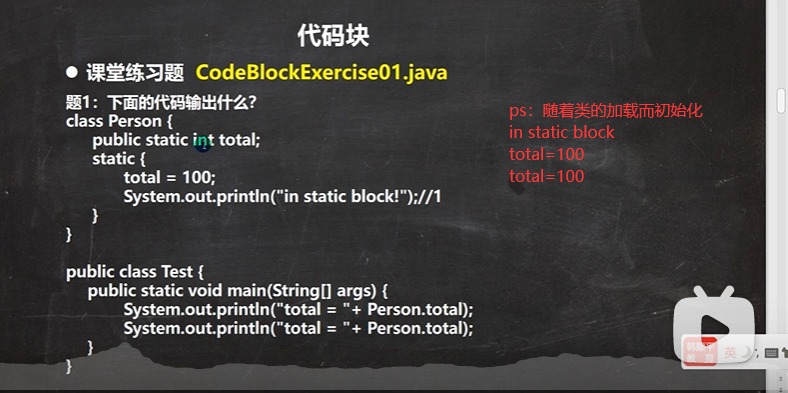 代码块
● 课堂练习题 CodeBlockExercise01.java
题1：下面的代码输出什么？
class Person {
public static int total;
static {
total = 100;
System.out.println("in static block!");//1
}
}
public class Test {
public static void main(String[] args) {
System.out.println("total = "+ Person.total);
System.out.println("total = "+ Person.total);
}
}
ps：随着类的加载而初始化
in static block
total=100
total=100
英